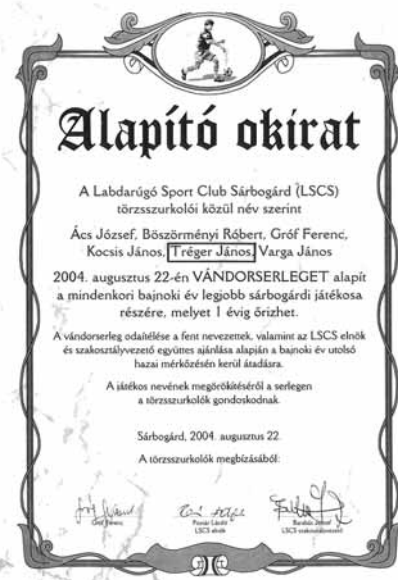 Alapító okirat
A Labdarúgó Sport Club Sárbogárd (LSCS)
törzsszurkolói közül név szerint
Ács József, Böszörményi Róbert, Gróf Ferenc,
Kocsis János, Tréger János, Varga János
2004. augusztus 22-én VÁNDORSERLEGET alapít
a mindenkori bajnoki év legjobb sárbogárdi játékosa
részére, melyet 1 évig őrizhet.
A vándorserleg odaítélése a fent nevezettek, valamint az LSCS elnök
és szakosztályvezető együttes ajánlása alapján a bajnoki év utolsó
hazai mérkőzésén kerül átadásra.
A játékos nevének megörökítéséről a serlegen
a törzsszurkolók gondoskodnak.
Sárbogárd, 2004. augusztus 22.
A törzsszurkolók megbízásából:
Gróf Ferenc
LSCS elnök
LSCS szakosztályvezető